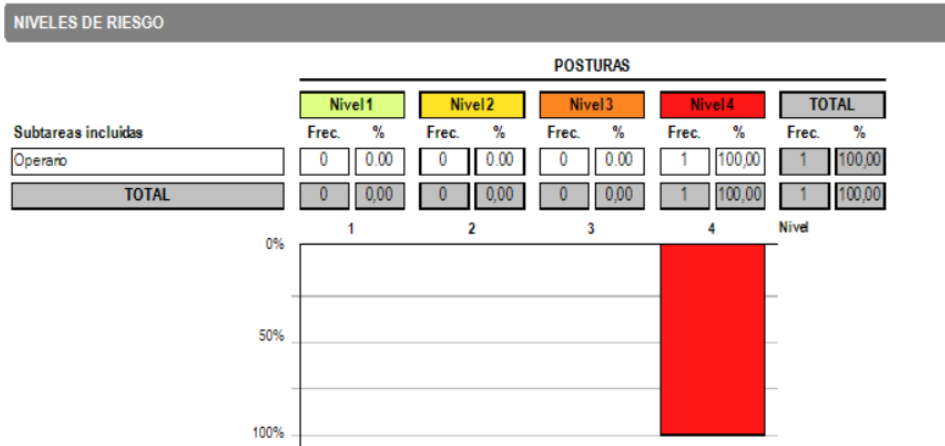 NIVELES DE RIESGO
POSTURAS
Nivel1 Nivel2 Nivel3 Nivel4 TOTAL
Subtareas incluidas Frec. % Frec. % Frec. % Frec. % Frec. %
Operario 0 0.00 0 0.00 0 0.00 1 100,00 1 100,00
TOTAL 0 0,00 0 0,00 0 0,00 1 100,00 1 100,00
1 2 3 4 Nivel
0%
50%
100%